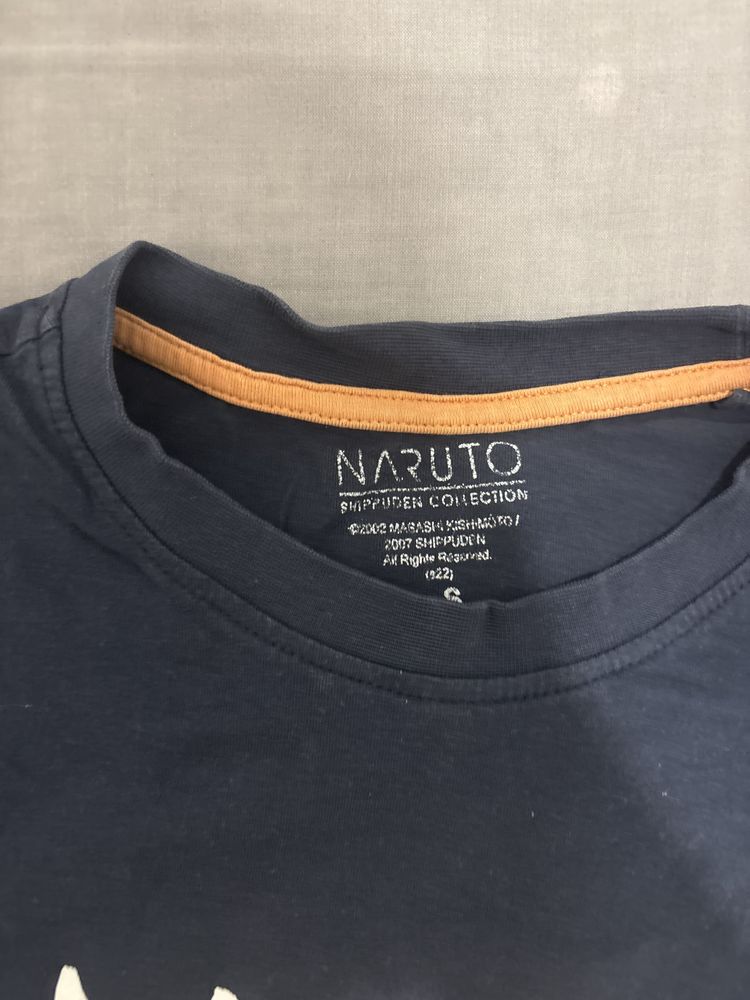 NARUTO
SHIPPUDEN COLLECTION
©2002 MASASHI KISHIMOTO /
2007 SHIPPUDEN
All Rights Reserved.
(s22)
S